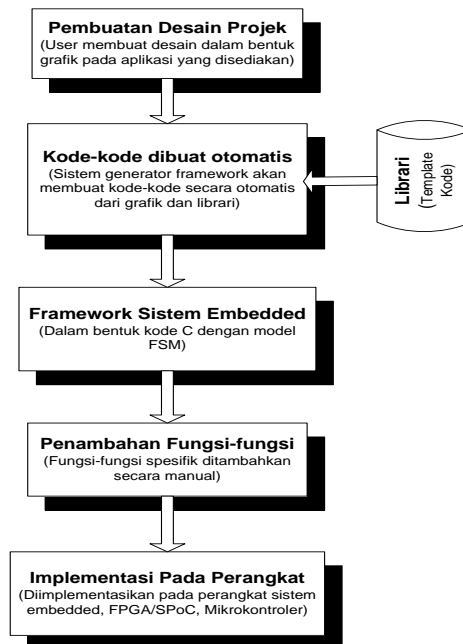 Pembuatan Desain Projek
(User membuat desain dalam bentuk
grafik pada aplikasi yang disediakan)
Kode-kode dibuat otomatis
(Sistem generator framework akan
membuat kode-kode secara otomatis
dari grafik dan librari)
Librari
(Template
Kode)
Framework Sistem Embedded
(Dalam bentuk kode C dengan model
FSM)
Penambahan Fungsi-fungsi
(Fungsi-fungsi spesifik ditambahkan
secara manual)
Implementasi Pada Perangkat
(Diimplementasikan pada perangkat sistem
embedded, FPGA/SPoC, Mikrokontroler)